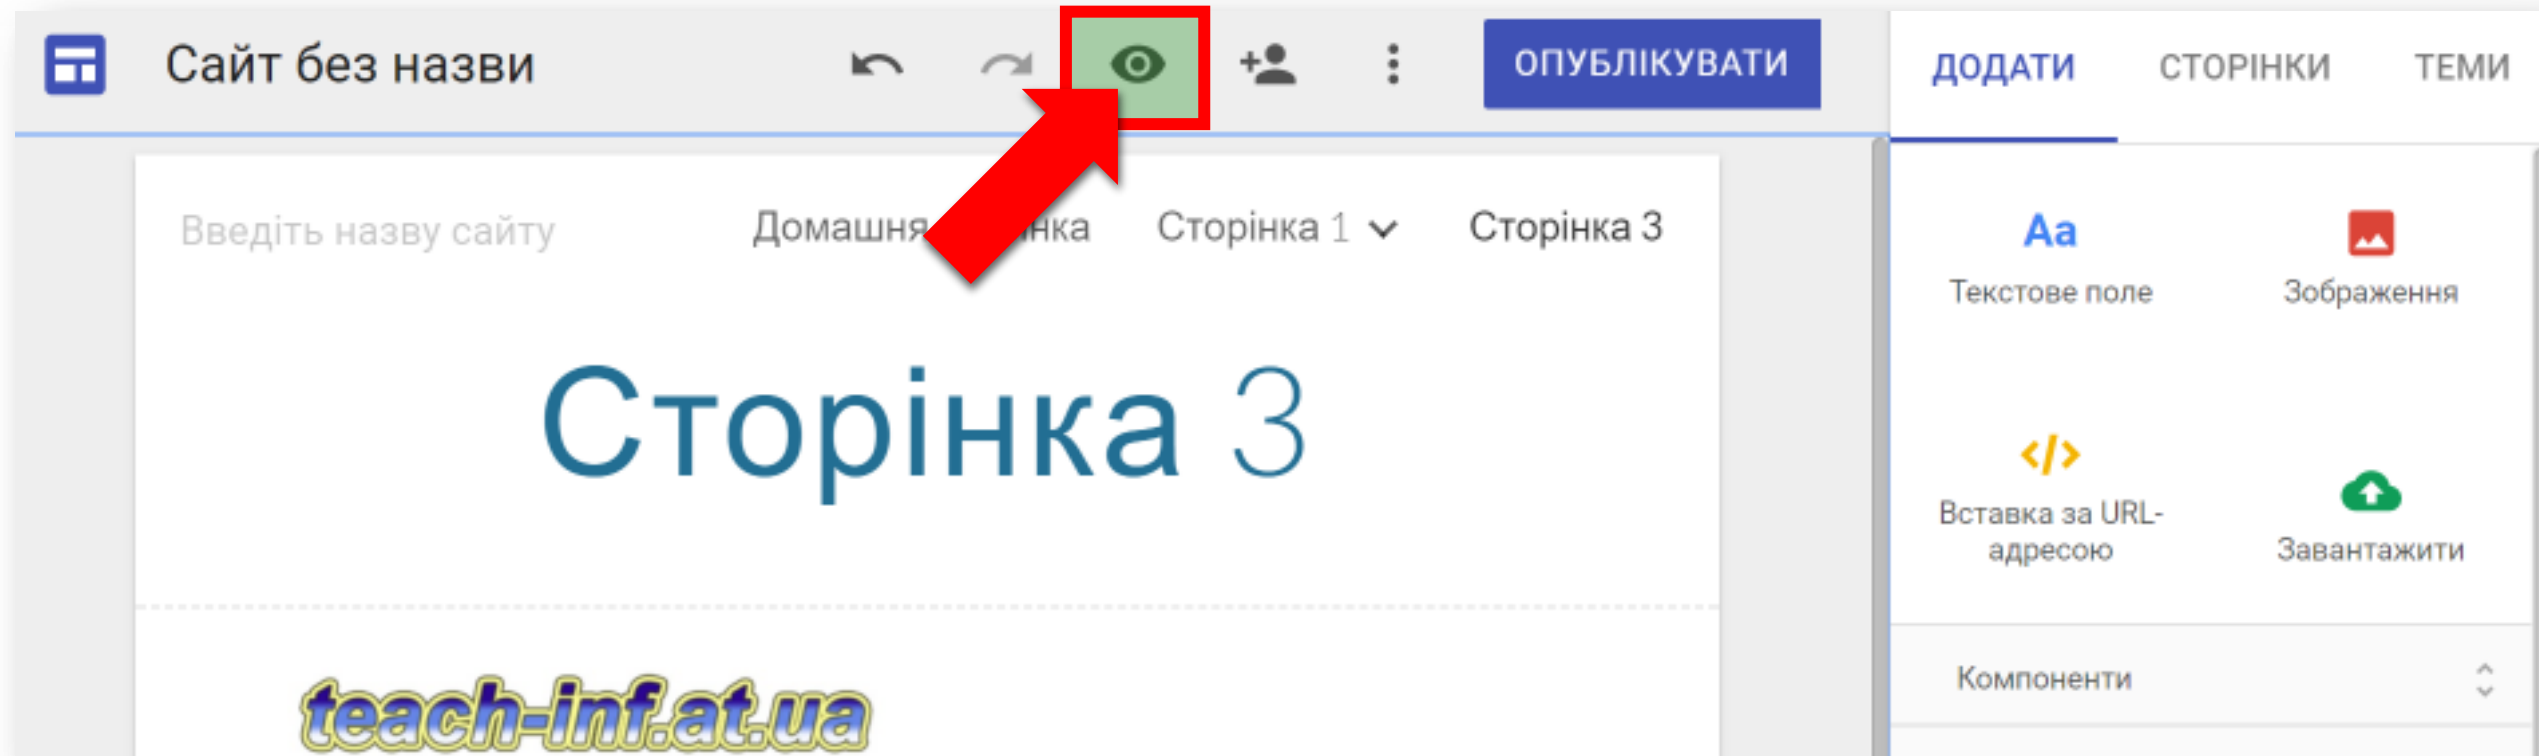 Сайт без назви
ОПУБЛІКУВАТИ
ДОДАТИ СТОРІНКИ ТЕМИ
Введіть назву сайту
Сторінка 1
Сторінка 3
Сторінка 3
teach-inf.at.ua
Aa
Текстове поле
Зображення
Вставка за URL-
адресою
Завантажити
Компоненти